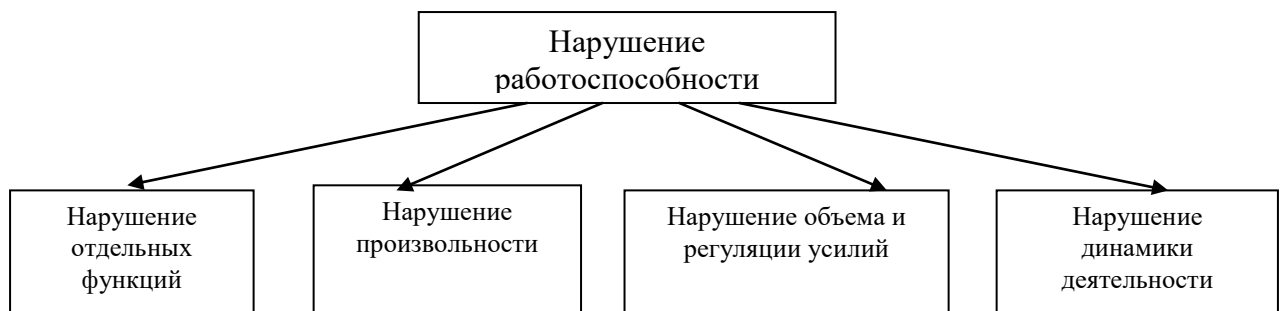 Нарушение
работоспособности
Нарушение
отдельных
функций
Нарушение
произвольности
Нарушение объема и
регуляции усилий
Нарушение
динамики
деятельности